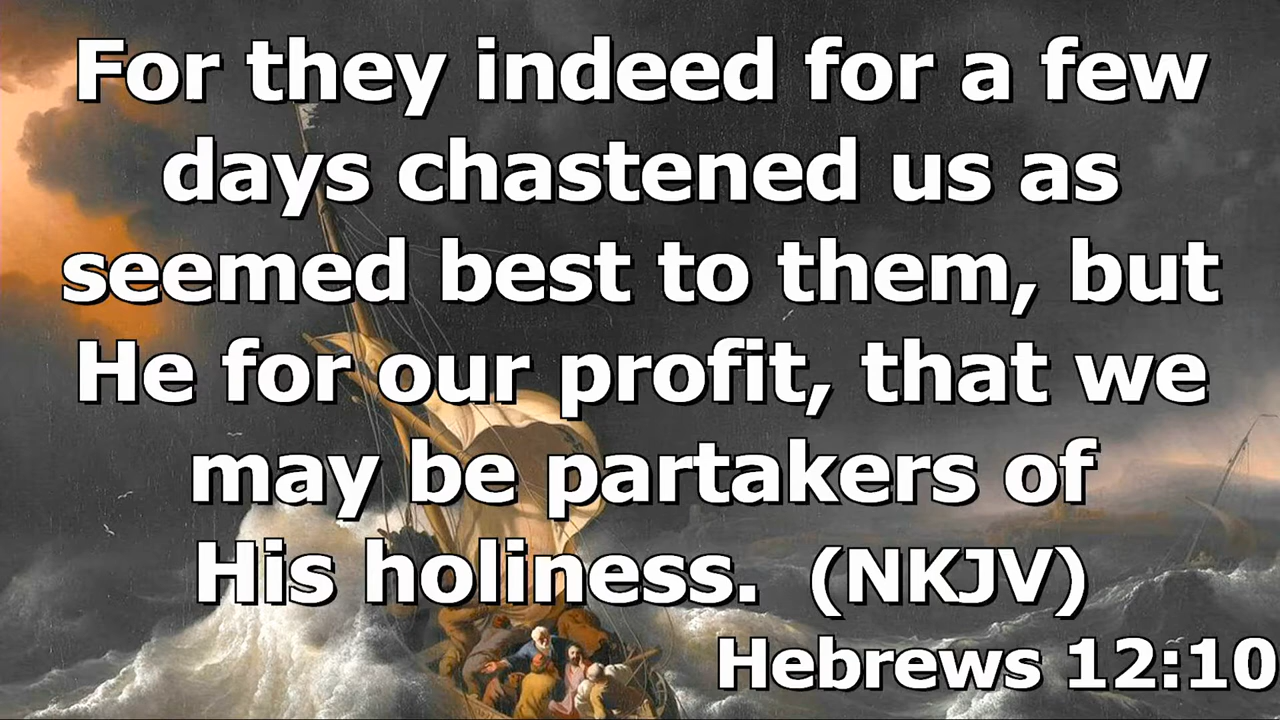 For they indeed for a few
days chastened us as
seemed best to them, but
He for our profit, that we
may be partakers of
His holiness. (NKJV)
Hebrews 12:10